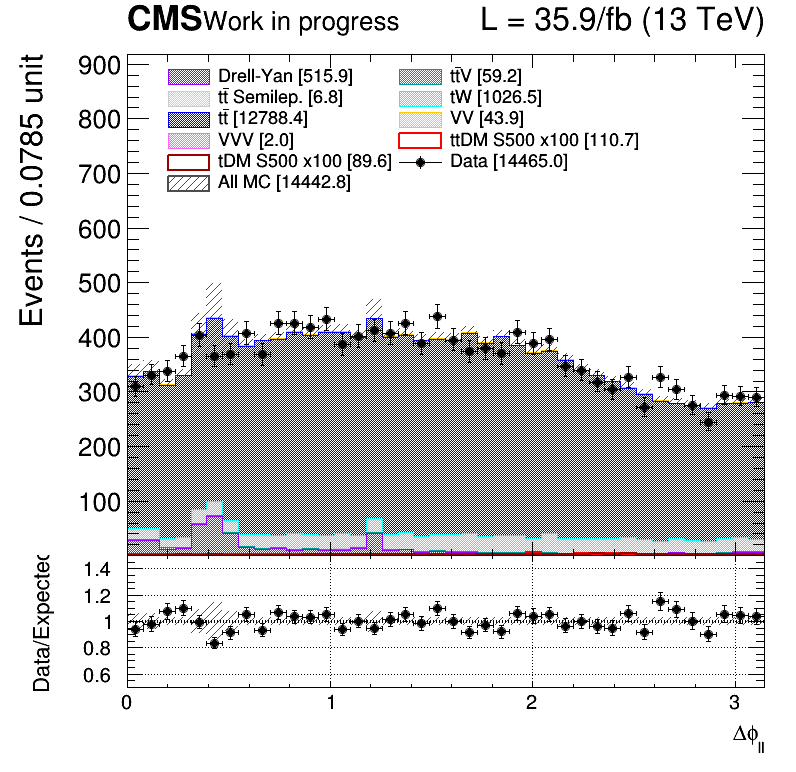 CMS Work in progress L = 35.9/fb (13 TeV)
Events / 0.0785 unit
900
800
700
600
500
400
300
200
100
Drell-Yan [515.9]
tt̄V [59.2]
tt̄ Semilep. [6.8]
tW [1026.5]
tt̄ [12788.4]
VV [43.9]
VVV [2.0]
ttDM S500 x100 [110.7]
tDM S500 x100 [89.6]
Data [14465.0]
All MC [14442.8]
Data/Expected
1.4
1.2
1
0.8
0.6
0 1 2 3
Δϕll